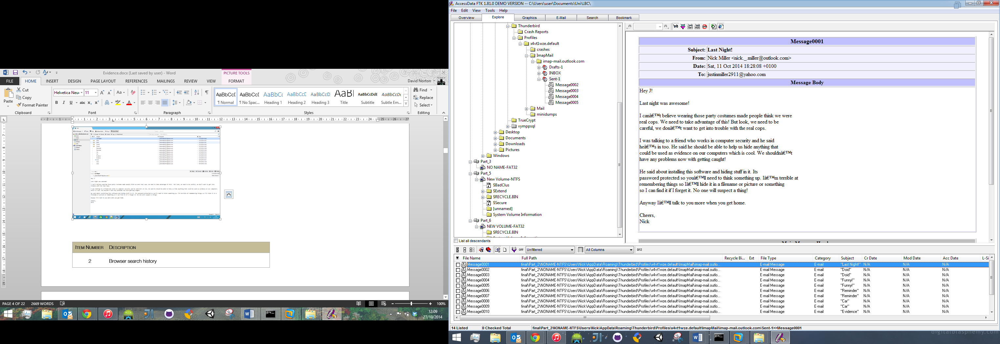 Evidence.docx (Last saved by user) - Word
PICTURE TOOLS
FILE HOME INSERT DESIGN PAGE LAYOUT REFERENCES MAILINGS REVIEW VIEW FORMAT
David Norton
Cut
Copy
Format Painter
Paste
Helvetica Neu 11
AaBbCcI AaBbCcI AaBbCc AaBbCcD AaBbCcD AaBI AaBbCcDdE AaBbCcDc
¶ Normal ¶ No Spac... Heading 1 Heading 2 Heading 3 Title Subtitle Subtle Em...
Find
Replace
Select
Clipboard Font Paragraph Styles Editing
ITEM NUMBER DESCRIPTION
2 Browser search history
PAGE 4 OF 22 2669 WORDS
100%
12:09
27/10/2014
AccessData FTK 1.81.0 DEMO VERSION -- C:\Users\user\Documents\Uni\LBC\
File Edit View Tools Help
Overview Explore Graphics E-Mail Search Bookmark
Thunderbird
Crash Reports
Profiles
x4vt1wze.default
crashes
ImapMail
imap-mail.outlook.com
Drafts-1
INBOX
Sent-1
Message0002
Message0003
Message0004
Message0005
Mail
minidumps
TrueCrypt
vymppsql
Desktop
Documents
Downloads
Pictures
Windows
Part_3
NO NAME-FAT32
Part_5
New Volume-NTFS
$BadClus
$Extend
$RECYCLE.BIN
$Secure
[unnamed]
System Volume Information
Part_6
NEW VOLUME-FAT32
$RECYCLE.BIN
Message0001
Subject: Last Night!
From: Nick Miller <nick._.miller@outlook.com>
Date: Sat, 11 Oct 2014 18:28:08 +0100
To: justinmiller2911@yahoo.com
Message Body
Hey J!
Last night was awesome!
I canâ€™t believe wearing those party costumes made people think we were
real cops. We need to take advantage of this! But look, we need to be
careful, we donâ€™t want to get into trouble with the real cops.
I was talking to a friend who works in computer security and he said
heâ€™s in too. He said he should be able to help us hide anything that
could be used as evidence on our computers which is cool. We shouldnâ€™t
have any problems now with getting caught!
He said about installing this software and hiding stuff in it. Its
password protected so youâ€™ll need to think something up. Iâ€™m terrible at
remembering things so Iâ€™ll hide it in a filename or picture or something
so I can find it if I forget it. No one will suspect a thing!
Anyway Iâ€™ll talk to you more when you get home.
Cheers,
Nick
List all descendants
OFF Unfiltered All Columns DTZ
File Name Full Path Recycle Bi... Ext File Type Category Subject Cr Date Mod Date Acc Date L-Si
Message0001 final\Part_2\NONAME-NTFS\Users\Nick\AppData\Roaming\Thunderbird\Profiles\x4vt1wze.default\ImapMail\imap-mail.outlo... E-mail Message E-mail "Last Night!" N/A N/A N/A
Message0002 final\Part_2\NONAME-NTFS\Users\Nick\AppData\Roaming\Thunderbird\Profiles\x4vt1wze.default\ImapMail\imap-mail.outlo... E-mail Message E-mail "Doid" N/A N/A N/A
Message0003 final\Part_2\NONAME-NTFS\Users\Nick\AppData\Roaming\Thunderbird\Profiles\x4vt1wze.default\ImapMail\imap-mail.outlo... E-mail Message E-mail "Doid" N/A N/A N/A
Message0004 final\Part_2\NONAME-NTFS\Users\Nick\AppData\Roaming\Thunderbird\Profiles\x4vt1wze.default\ImapMail\imap-mail.outlo... E-mail Message E-mail "Funny!" N/A N/A N/A
Message0005 final\Part_2\NONAME-NTFS\Users\Nick\AppData\Roaming\Thunderbird\Profiles\x4vt1wze.default\ImapMail\imap-mail.outlo... E-mail Message E-mail "Funny!" N/A N/A N/A
Message0006 final\Part_2\NONAME-NTFS\Users\Nick\AppData\Roaming\Thunderbird\Profiles\x4vt1wze.default\ImapMail\imap-mail.outlo... E-mail Message E-mail "Reminder" N/A N/A N/A
Message0007 final\Part_2\NONAME-NTFS\Users\Nick\AppData\Roaming\Thunderbird\Profiles\x4vt1wze.default\ImapMail\imap-mail.outlo... E-mail Message E-mail "Reminder" N/A N/A N/A
Message0008 final\Part_2\NONAME-NTFS\Users\Nick\AppData\Roaming\Thunderbird\Profiles\x4vt1wze.default\ImapMail\imap-mail.outlo... E-mail Message E-mail "Car" N/A N/A N/A
Message0009 final\Part_2\NONAME-NTFS\Users\Nick\AppData\Roaming\Thunderbird\Profiles\x4vt1wze.default\ImapMail\imap-mail.outlo... E-mail Message E-mail "Car" N/A N/A N/A
Message0010 final\Part_2\NONAME-NTFS\Users\Nick\AppData\Roaming\Thunderbird\Profiles\x4vt1wze.default\ImapMail\imap-mail.outlo... E-mail Message E-mail "Evidence" N/A N/A N/A
14 Listed 0 Checked Total final\Part_2\NONAME-NTFS\Users\Nick\AppData\Roaming\Thunderbird\Profiles\x4vt1wze.default\ImapMail\imap-mail.outlook.com\Sent-1>>Message0001
digitalblasphemy.com